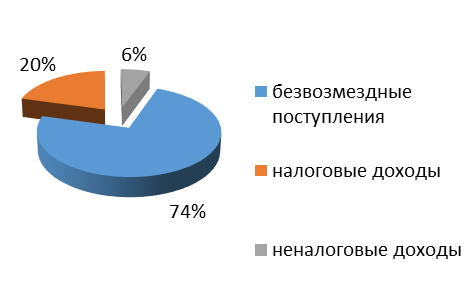 6%
20%
74%
безвозмездные
поступления
налоговые доходы
неналоговые доходы